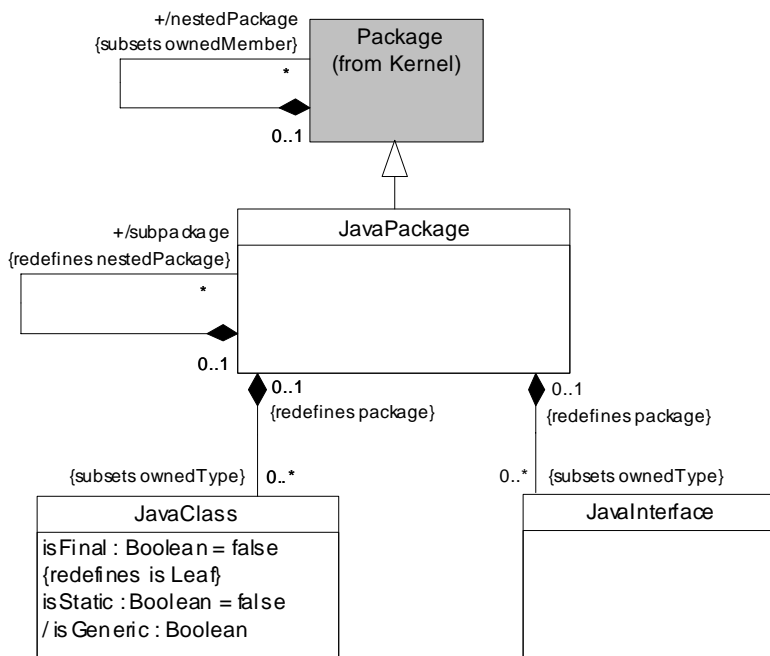 +/nestedPackage
{subsets ownedMember}
*
0..1
Package
(from Kernel)
+/subpackage
{redefines nestedPackage}
*
0..1
JavaPackage
0..1
{redefines package}
0..1
{redefines package}
{subsets ownedType}
0..*
0..*
{subsets ownedType}
JavaClass
isFinal : Boolean = false
{redefines is Leaf}
isStatic : Boolean = false
/ isGeneric : Boolean
JavaInterface